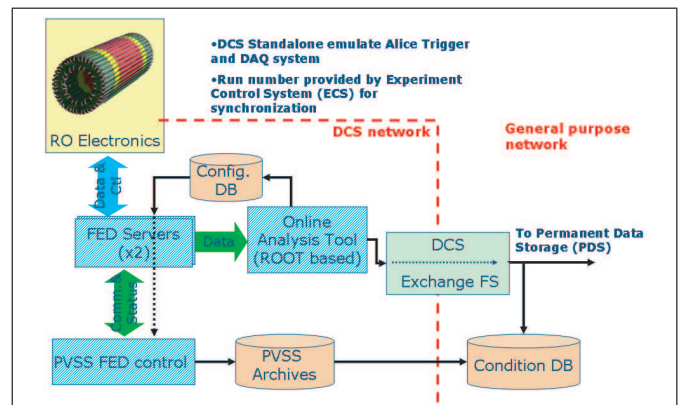 •DCS Standalone emulate Alice Trigger
and DAQ system
•Run number provided by Experiment
Control System (ECS) for
synchronization
RO Electronics
DCS network
General purpose
network
Data &
Ctl
Config.
DB
FED Servers
(x2)
Data
Online
Analysis Tool
(ROOT based)
DCS
Exchange FS
To Permanent Data
Storage (PDS)
Comm.&
Status
PVSS FED control
PVSS
Archives
Condition DB